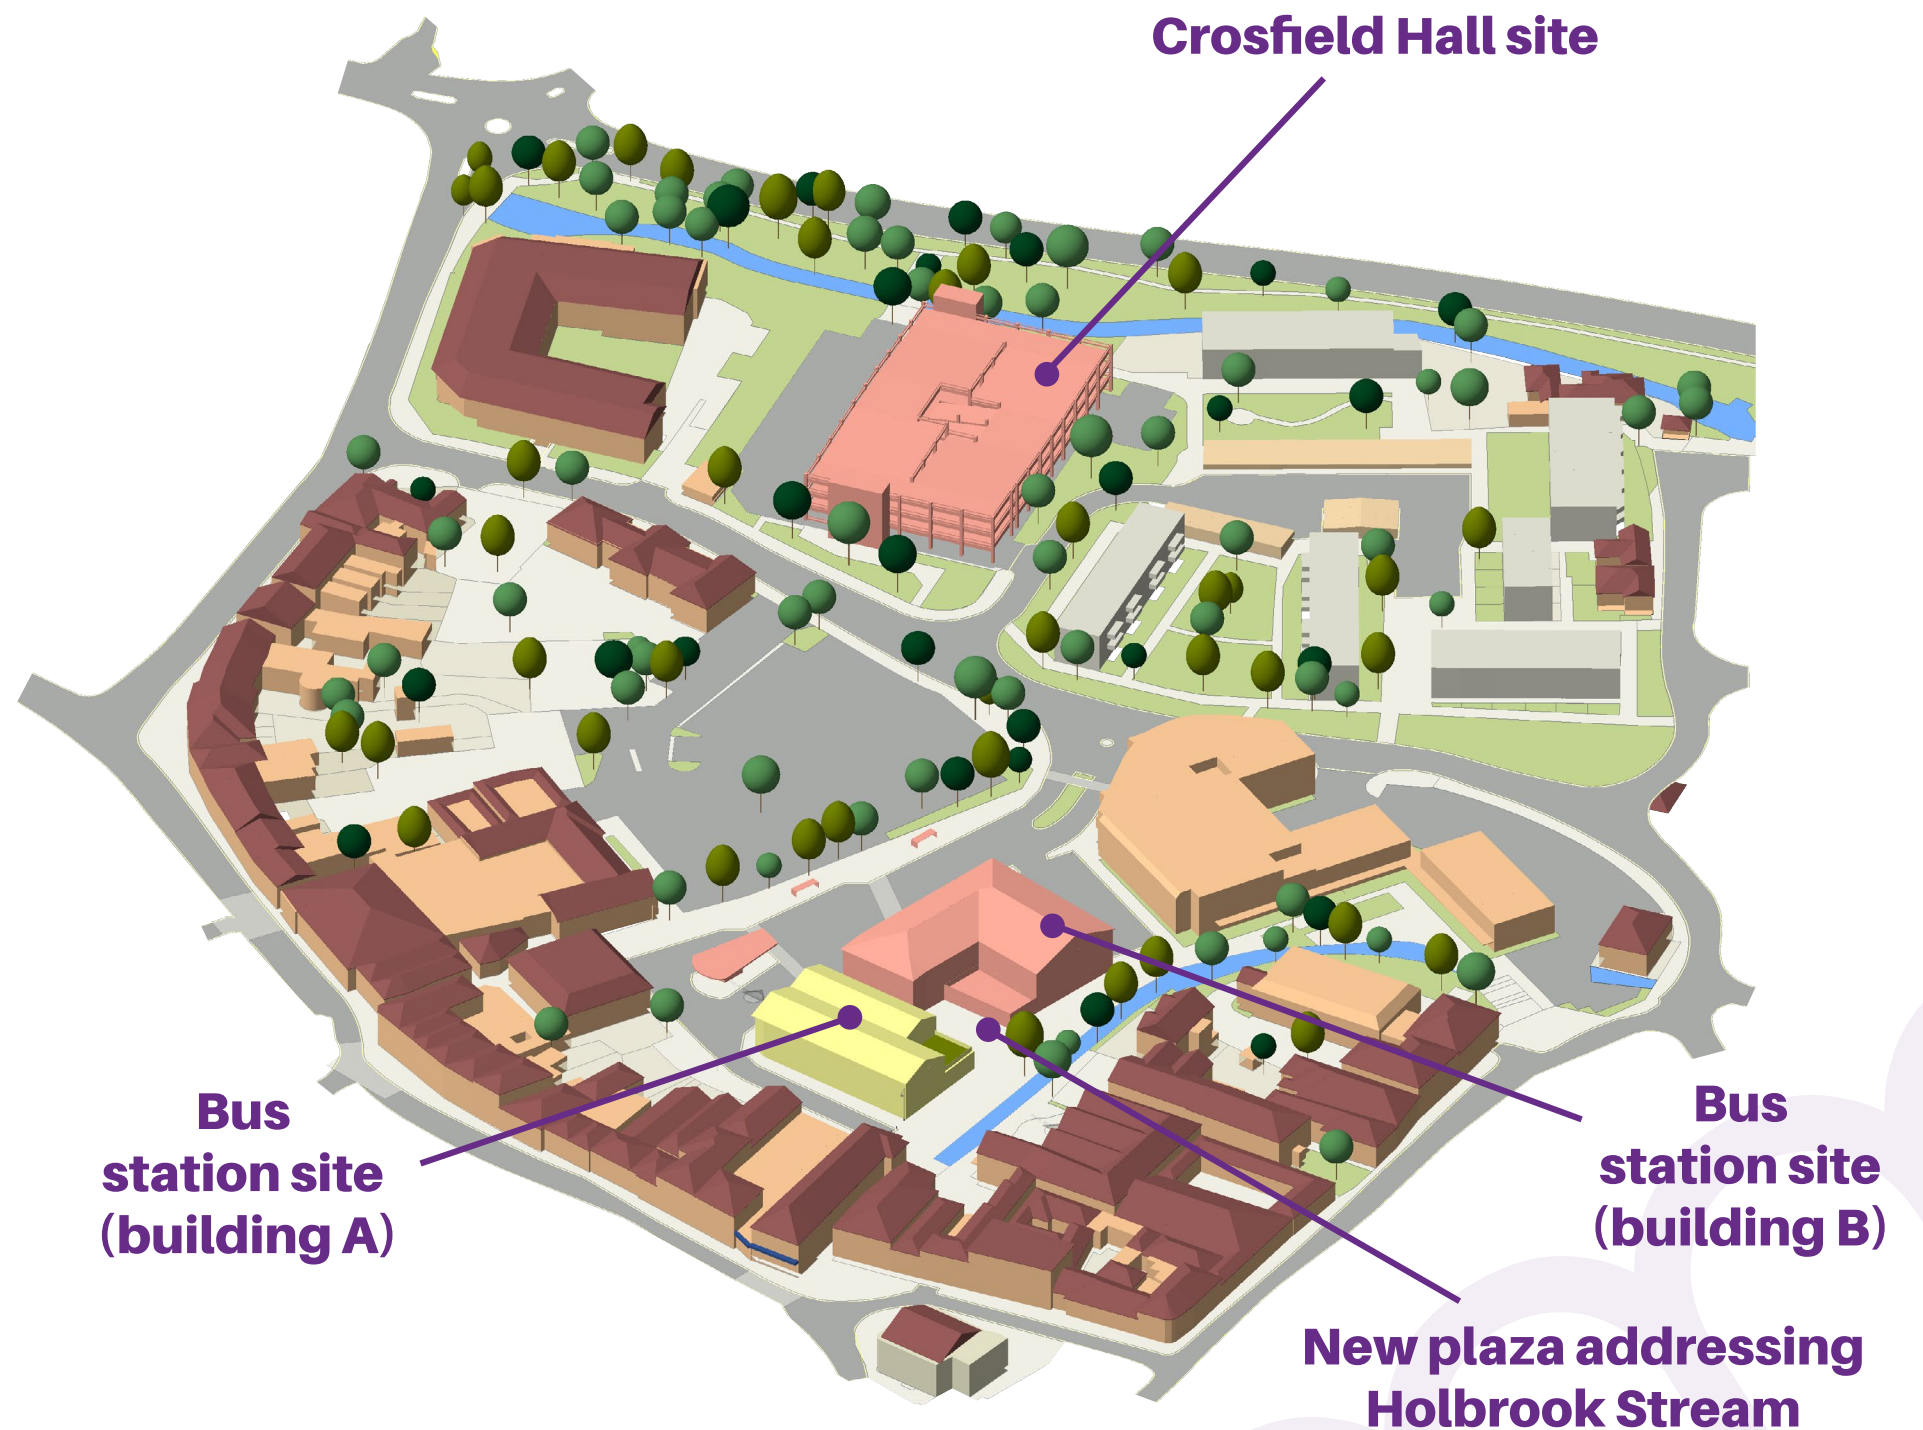 Crosfield Hall site
Bus
station site
(building A)
Bus
station site
(building B)
New plaza addressing
Holbrook Stream